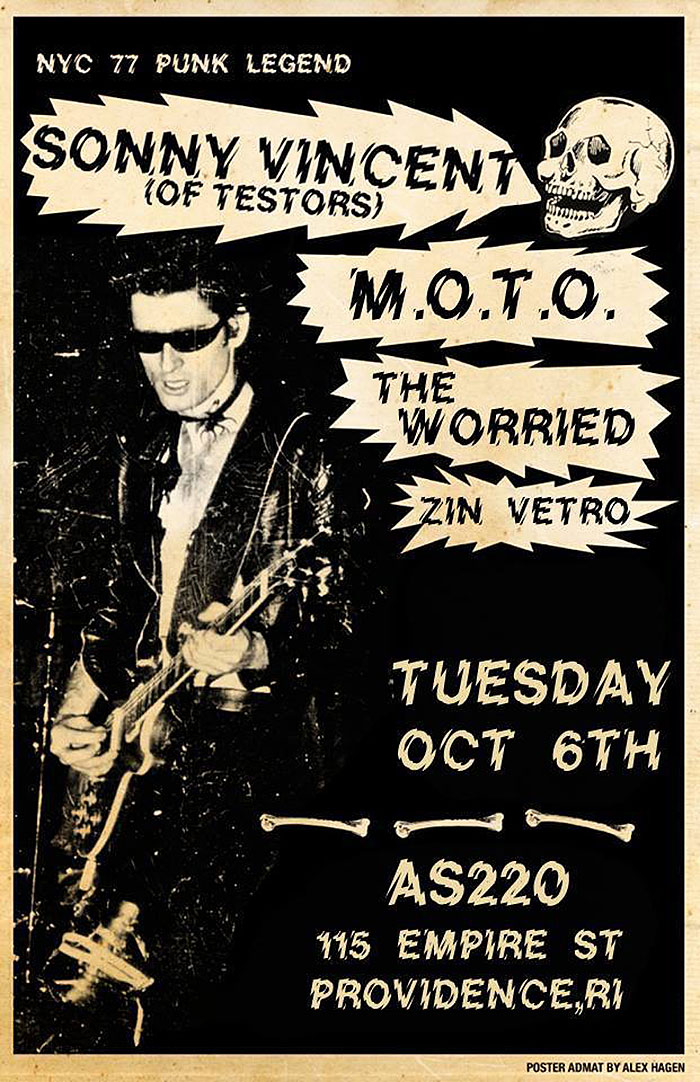 NYC 77 PUNK LEGEND
SONNY VINCENT
(OF TESTORS)
M.O.T.O.
THE
WORRIED
ZIN VETRO
TUESDAY
OCT 6TH
AS220
115 EMPIRE ST
PROVIDENCE,RI
POSTER ADMAT BY ALEX HAGEN